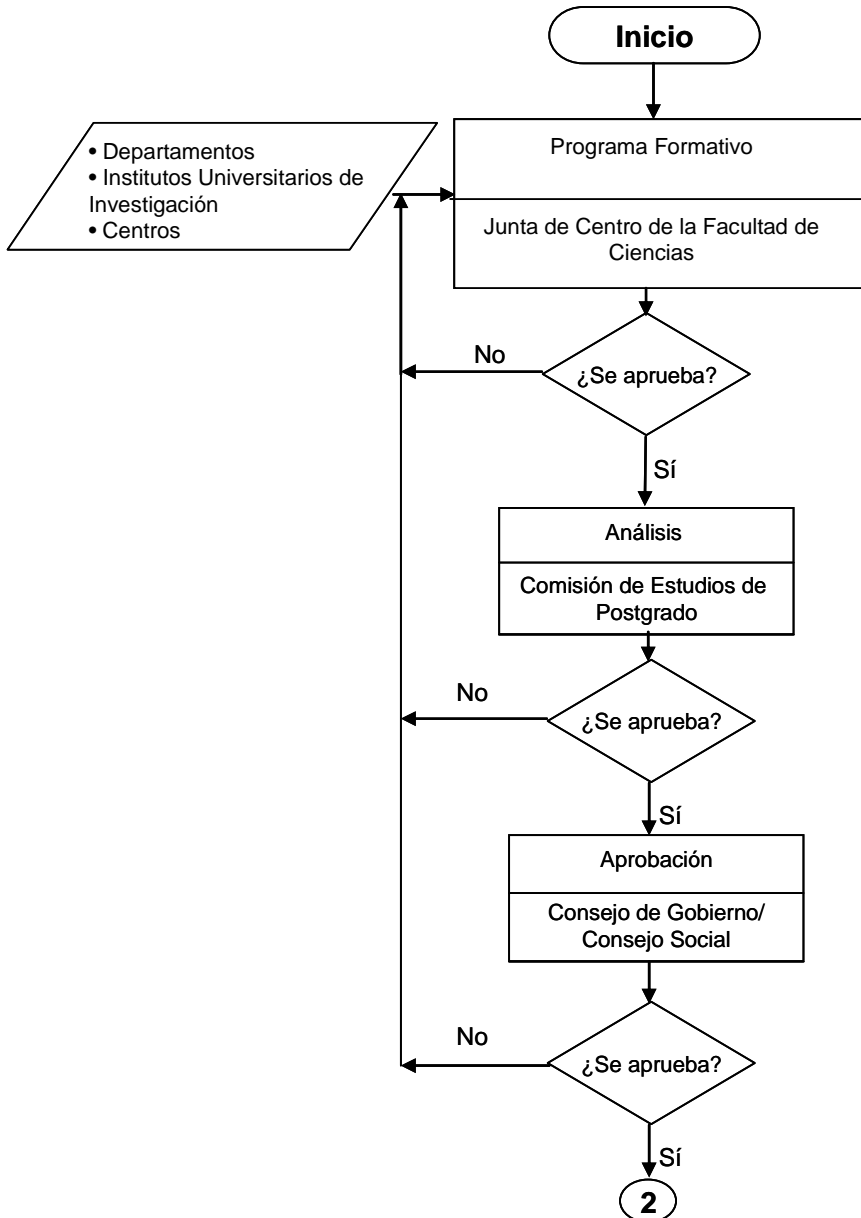 Inicio
• Departamentos
• Institutos Universitarios de
Investigación
• Centros
Programa Formativo
Junta de Centro de la Facultad de
Ciencias
No
¿Se aprueba?
Sí
Análisis
Comisión de Estudios de
Postgrado
No
¿Se aprueba?
Sí
Aprobación
Consejo de Gobierno/
Consejo Social
No
¿Se aprueba?
Sí
2